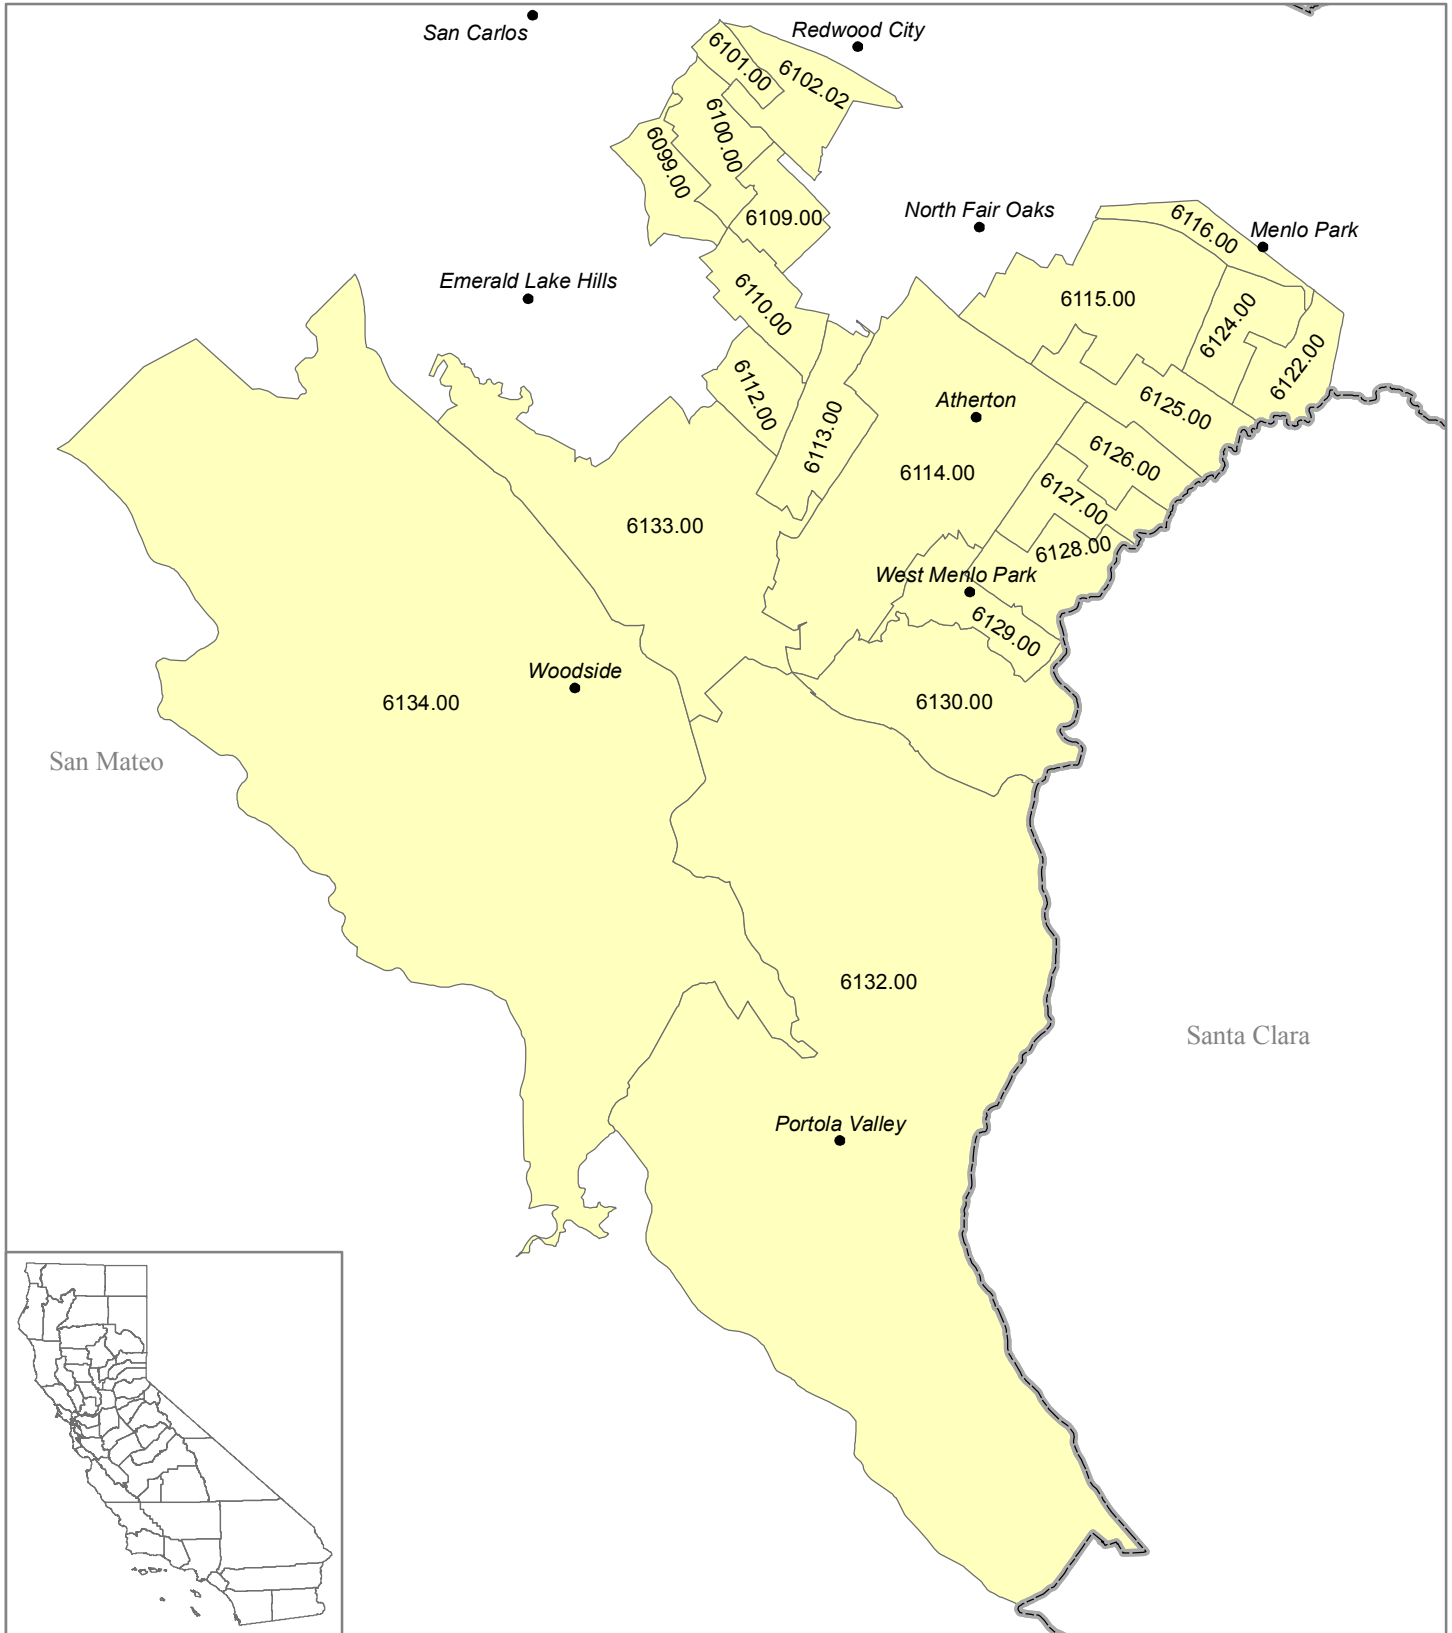 San Carlos
Redwood City
6101.00
6102.02
6100.00
6099.00
6109.00
North Fair Oaks
6116.00
Menlo Park
Emerald Lake Hills
6110.00
6115.00
6124.00
6122.00
6112.00
Atherton
6125.00
6113.00
6126.00
6114.00
6127.00
6133.00
6128.00
West Menlo Park
6129.00
Woodside
6134.00
6130.00
San Mateo
6132.00
Santa Clara
Portola Valley